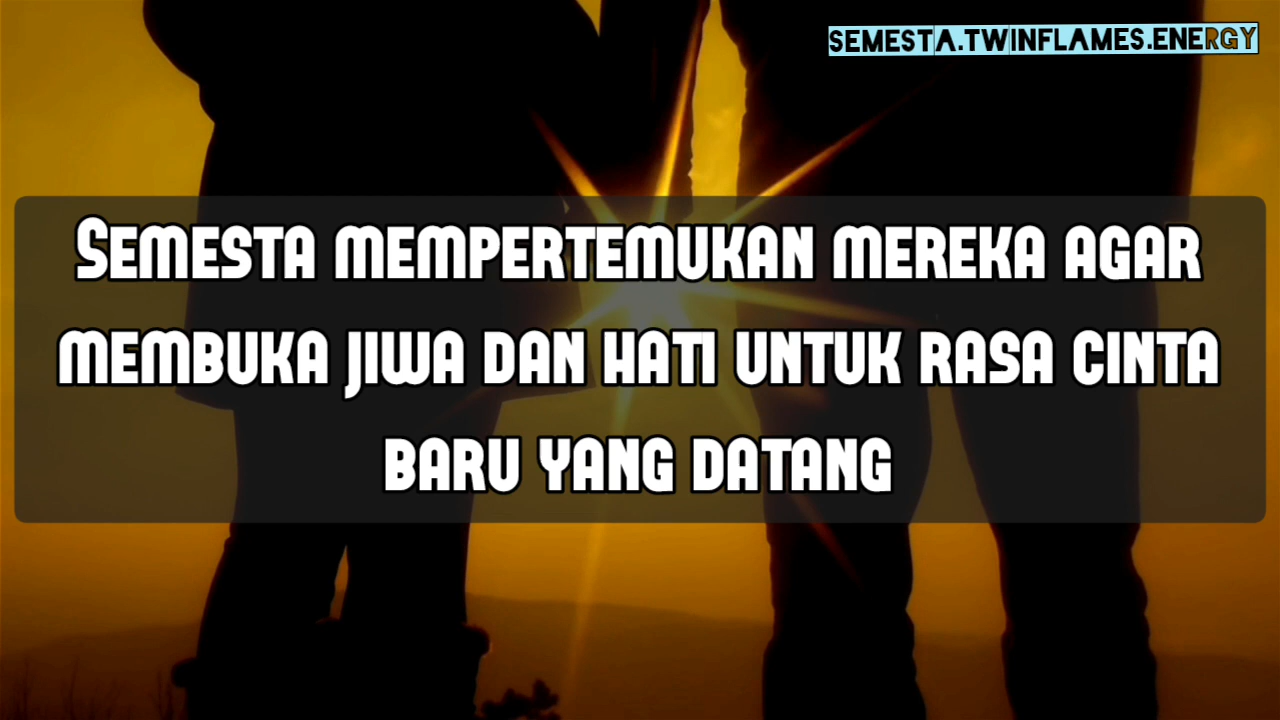 SEMESTA.TWINFLAMES.ENERGY
Semesta mempertemukan mereka agar
membuka jiwa dan hati untuk rasa cinta
baru yang datang